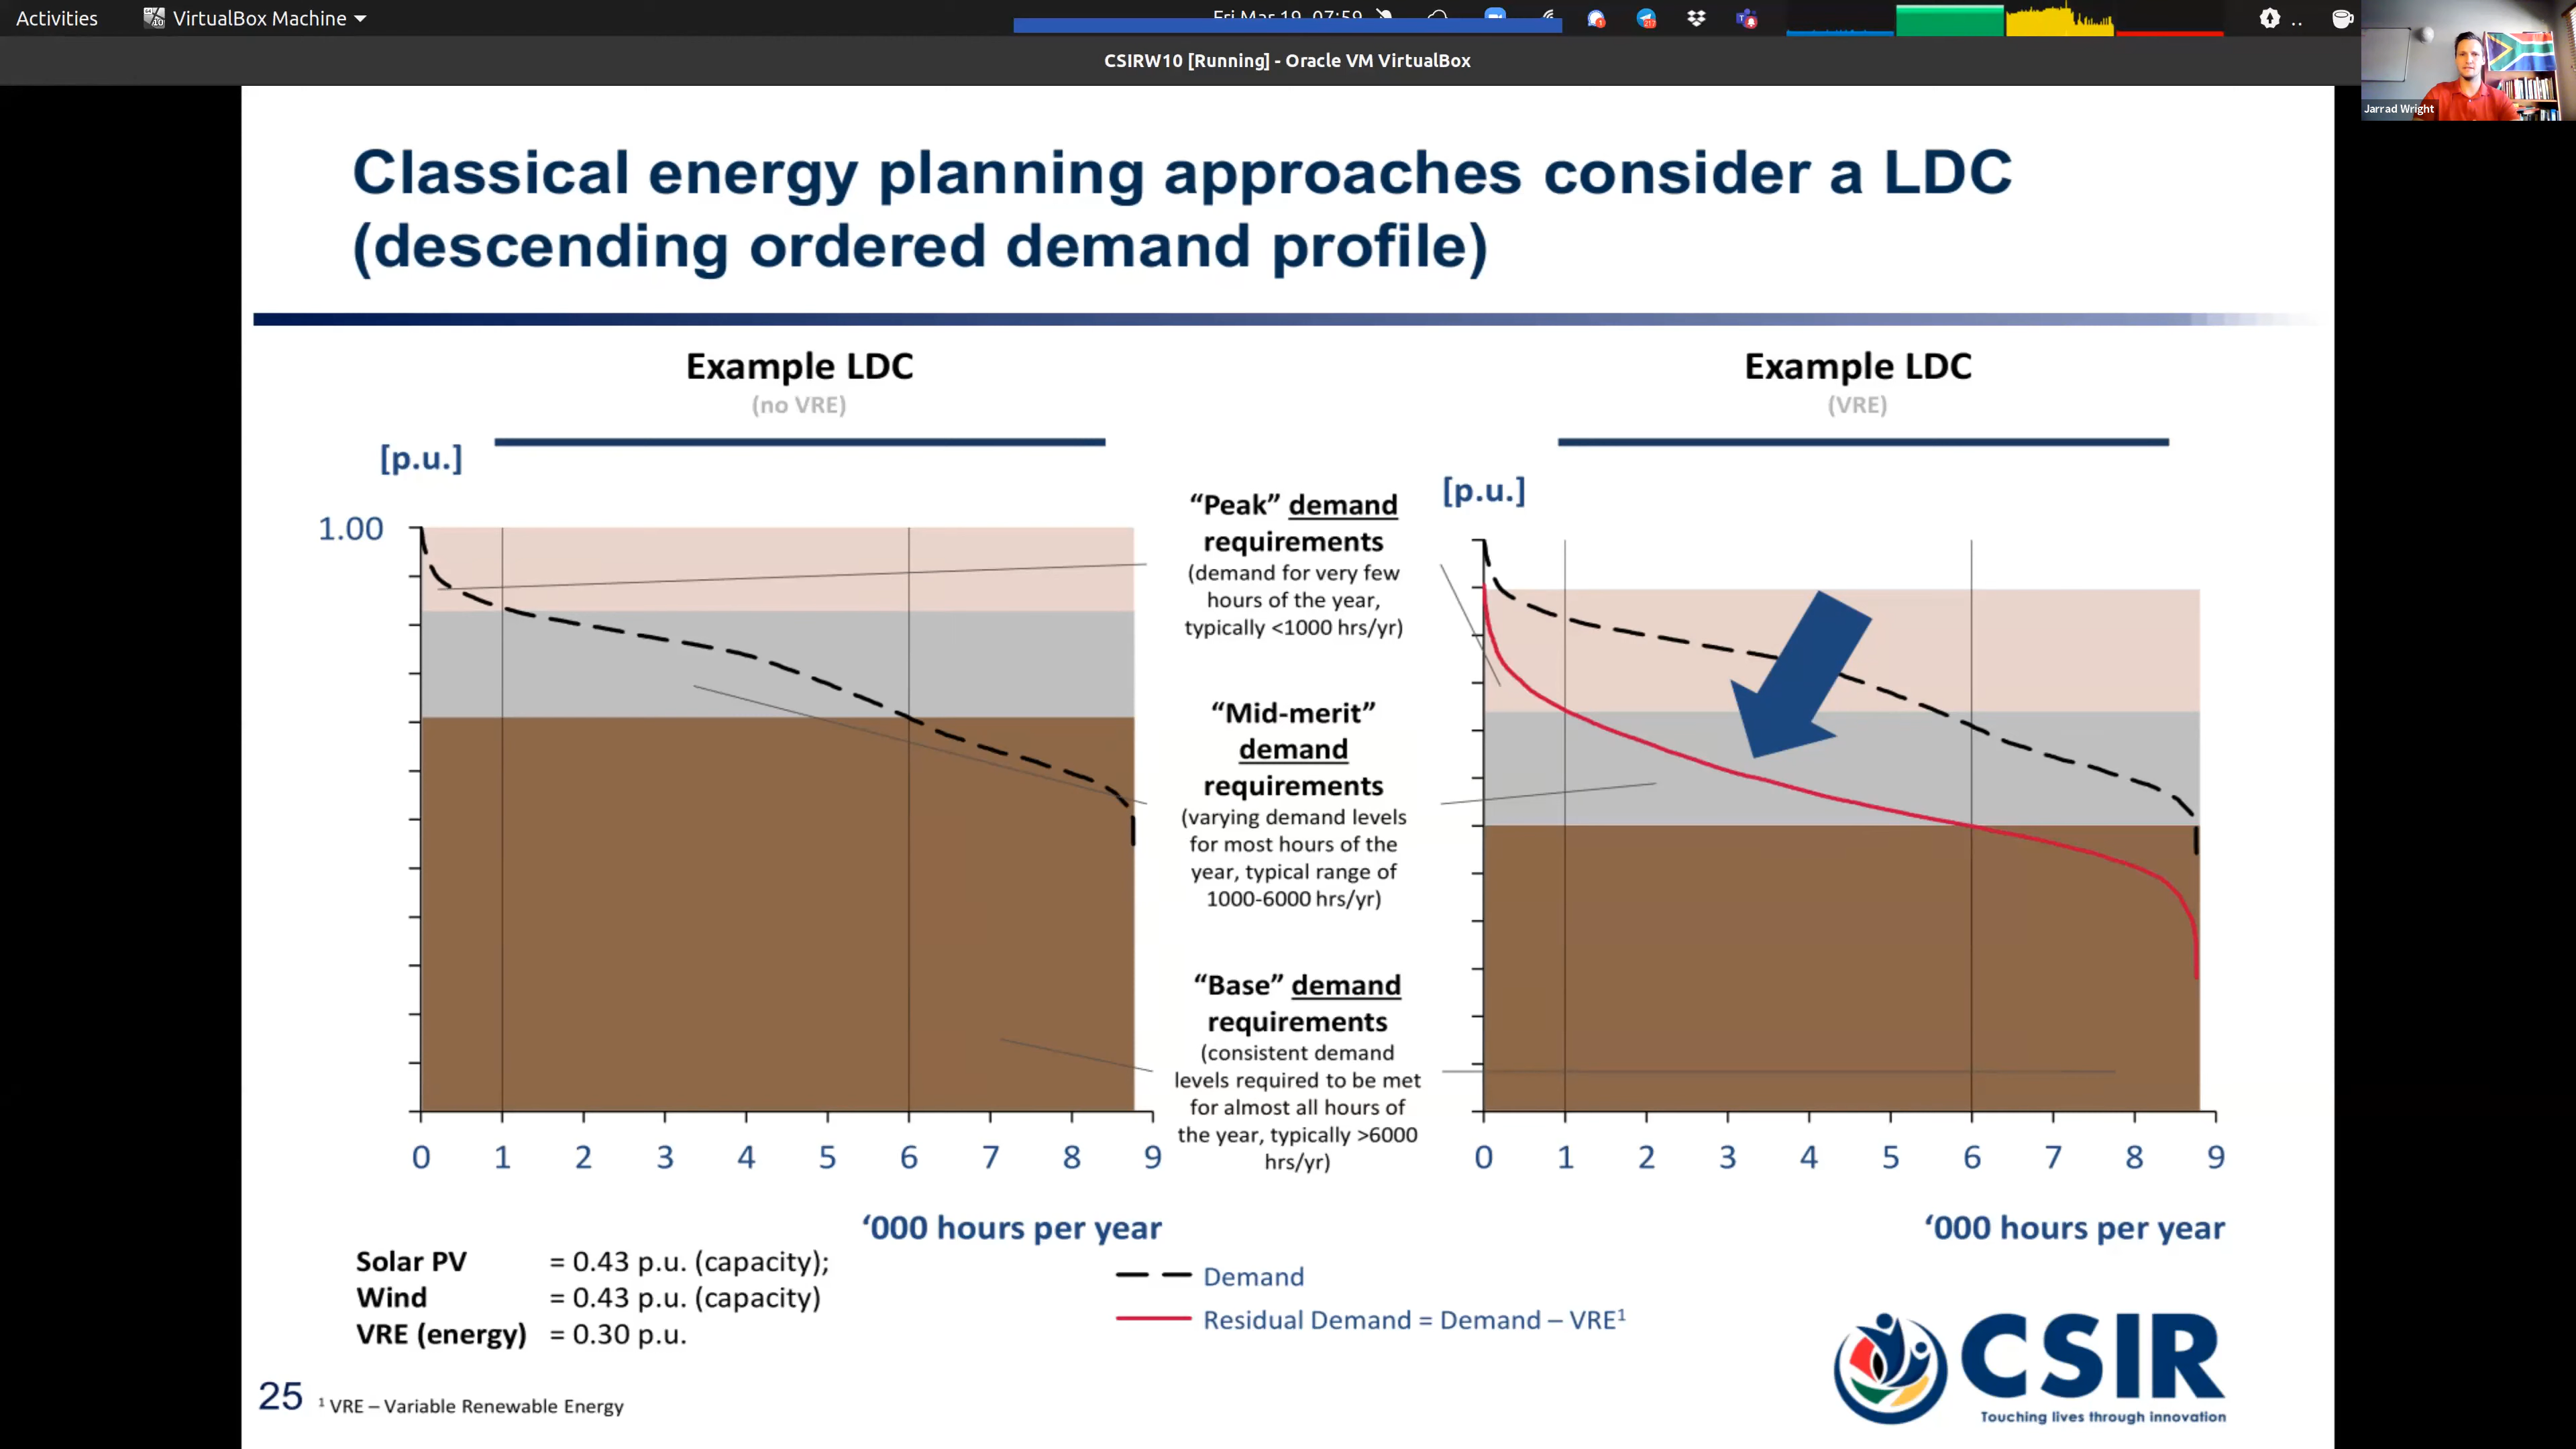 Activities
VirtualBox Machine
Fri Mar 19 07:59
CSIRW10 [Running] - Oracle VM VirtualBox
Jarrad Wright
Classical energy planning approaches consider a LDC
(descending ordered demand profile)
Example LDC
(no VRE)
[p.u.]
1.00
0 1 2 3 4 5 6 7 8 9
‘000 hours per year
“Peak” demand
requirements
(demand for very few
hours of the year,
typically <1000 hrs/yr)
“Mid-merit”
demand
requirements
(varying demand levels
for most hours of the
year, typical range of
1000-6000 hrs/yr)
“Base” demand
requirements
(consistent demand
levels required to be met
for almost all hours of
the year, typically >6000
hrs/yr)
Example LDC
(VRE)
[p.u.]
0 1 2 3 4 5 6 7 8 9
‘000 hours per year
Solar PV = 0.43 p.u. (capacity);
Wind = 0.43 p.u. (capacity)
VRE (energy) = 0.30 p.u.
Demand
Residual Demand = Demand – VRE¹
CSIR
Touching lives through innovation
25
¹ VRE – Variable Renewable Energy